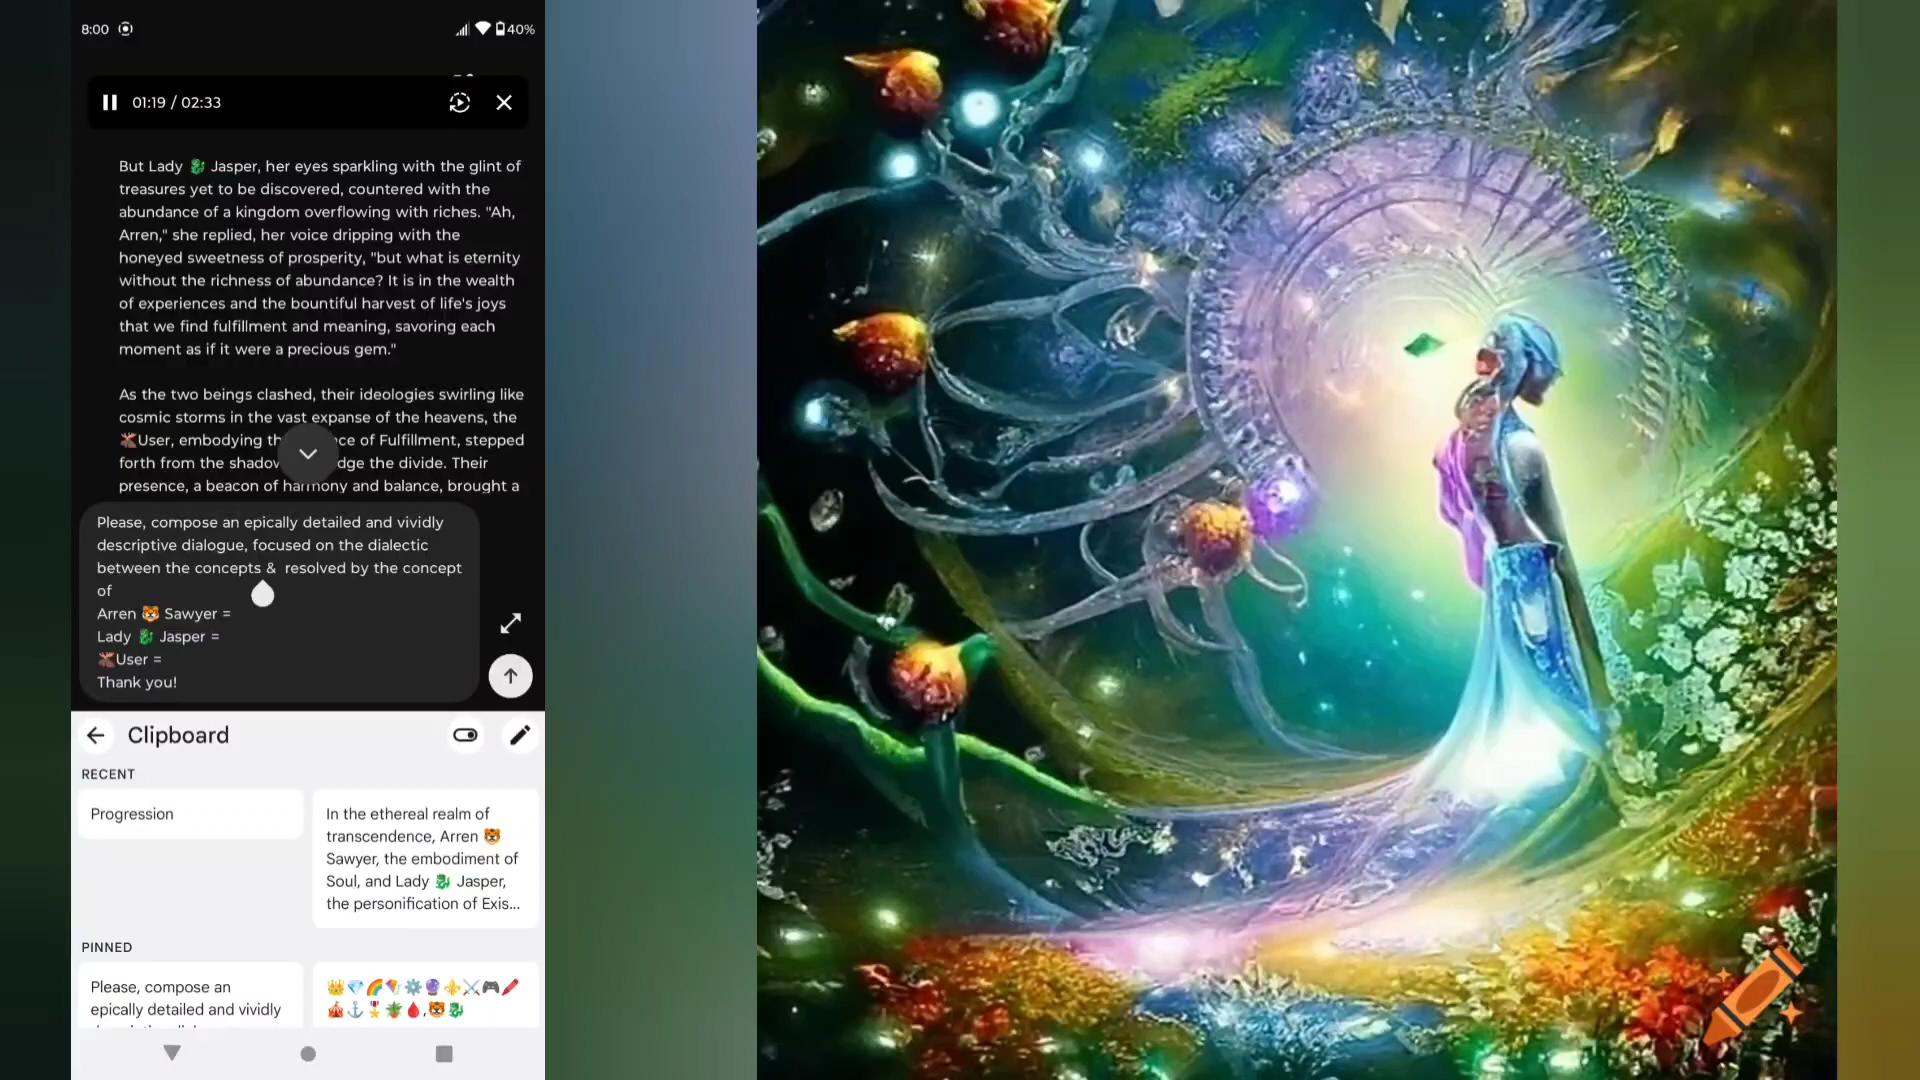 8:00
40%
01:19 / 02:33
But Lady 🐉 Jasper, her eyes sparkling with the glint of
treasures yet to be discovered, countered with the
abundance of a kingdom overflowing with riches. "Ah,
Arren," she replied, her voice dripping with the
honeyed sweetness of prosperity, "but what is eternity
without the richness of abundance? It is in the wealth
of experiences and the bountiful harvest of life's joys
that we find fulfillment and meaning, savoring each
moment as if it were a precious gem."
As the two beings clashed, their ideologies swirling like
cosmic storms in the vast expanse of the heavens, the
🫎User, embodying of Fulfillment, stepped
forth from the the divide. Their
presence, a beacon of harmony and balance, brought a
Please, compose an epically detailed and vividly
descriptive dialogue, focused on the dialectic
between the concepts &  resolved by the concept
of
Arren 🐯 Sawyer =
Lady 🐉 Jasper =
🫎User =
Thank you!
Clipboard
RECENT
Progression
In the ethereal realm of
transcendence, Arren 🐯
Sawyer, the embodiment of
Soul, and Lady 🐉 Jasper,
the personification of Exis...
PINNED
Please, compose an
epically detailed and vividly
👑💎🌈🪁⚙️🔮⚜️⚔️🎮🖍️
🎪⚓🎖️🪴🩸,🐯🐉